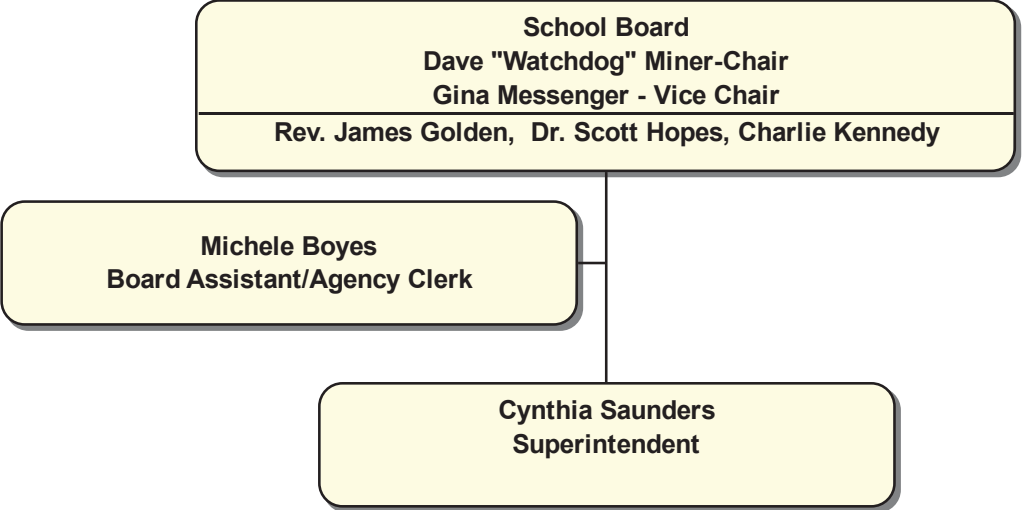 School Board
Dave "Watchdog" Miner-Chair
Gina Messenger - Vice Chair
Rev. James Golden,  Dr. Scott Hopes, Charlie Kennedy
Michele Boyes
Board Assistant/Agency Clerk
Cynthia Saunders
Superintendent